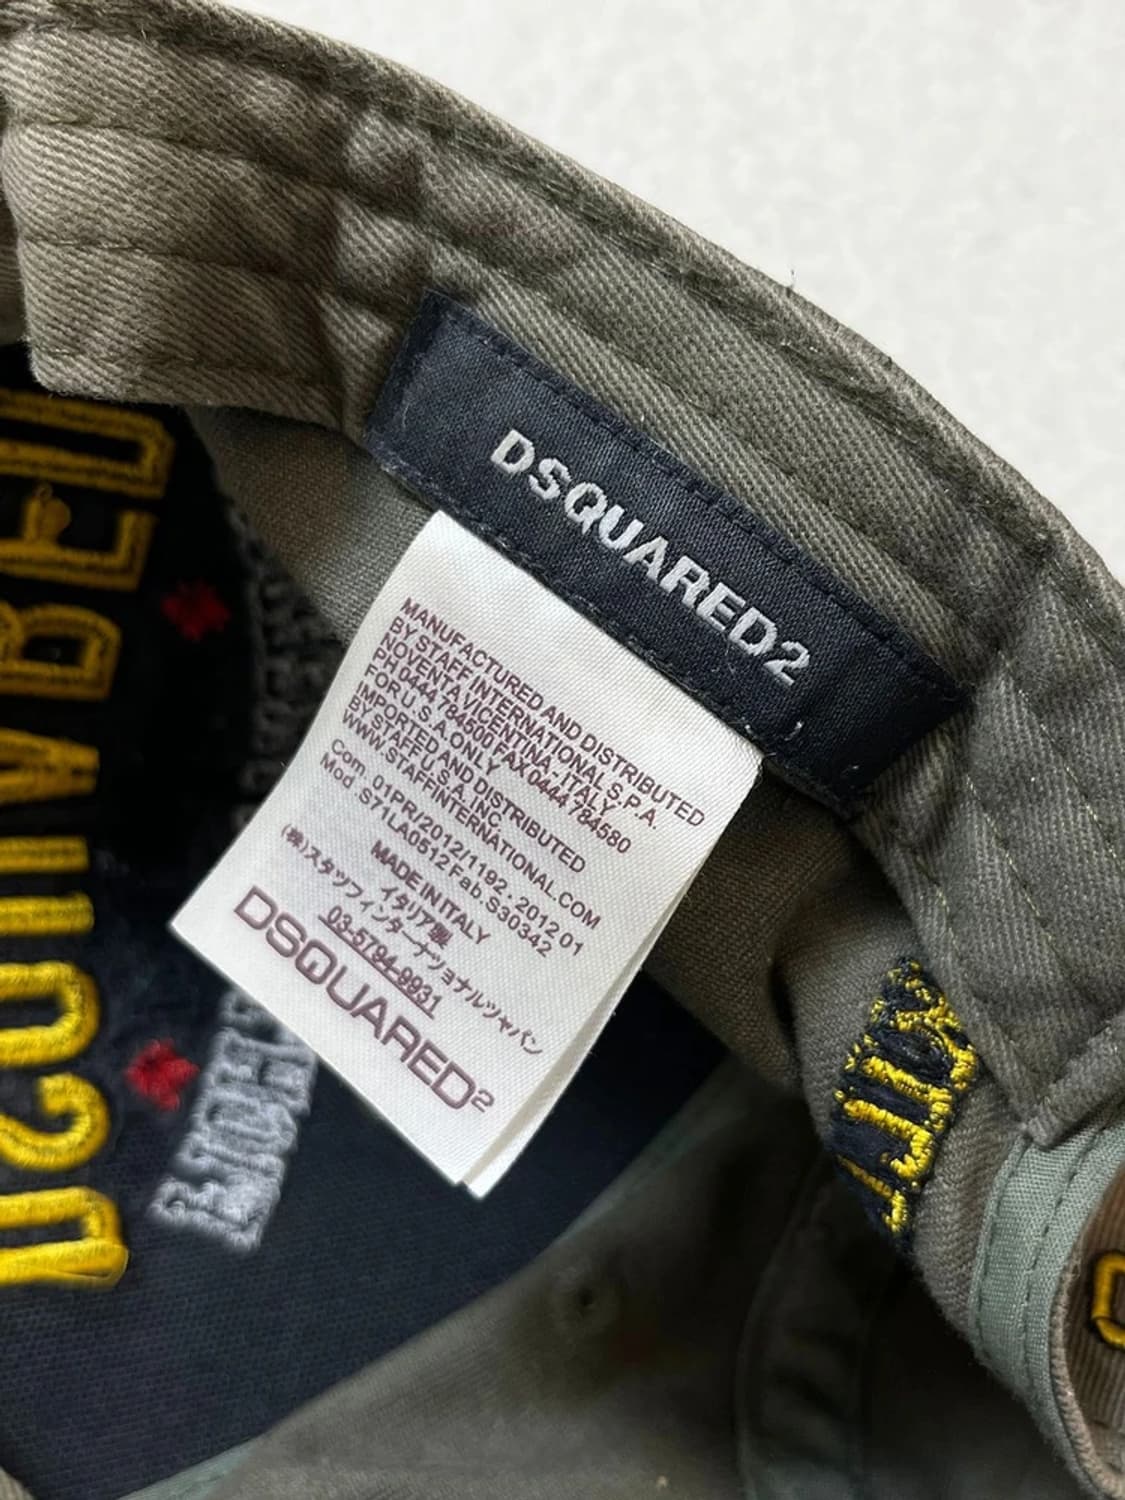 DSQUARED2
MANUFACTURED AND DISTRIBUTED
BY STAFF INTERNATIONAL S.P.A.
NOVENTA VICENTINA - ITALY
PH 0444 784500 FAX 0444 784580
FOR U.S.A. ONLY
IMPORTED AND DISTRIBUTED
BY STAFF U.S.A. INC.
WWW.STAFFINTERNATIONAL.COM
Com. 01PR/2012/1192 . 2012 01
Mod S71LA0512 Fab. S30342
MADE IN ITALY
イタリア製
(株)スタッフインターナツョナルツャパン
03-5794-9931
DSQUARED2